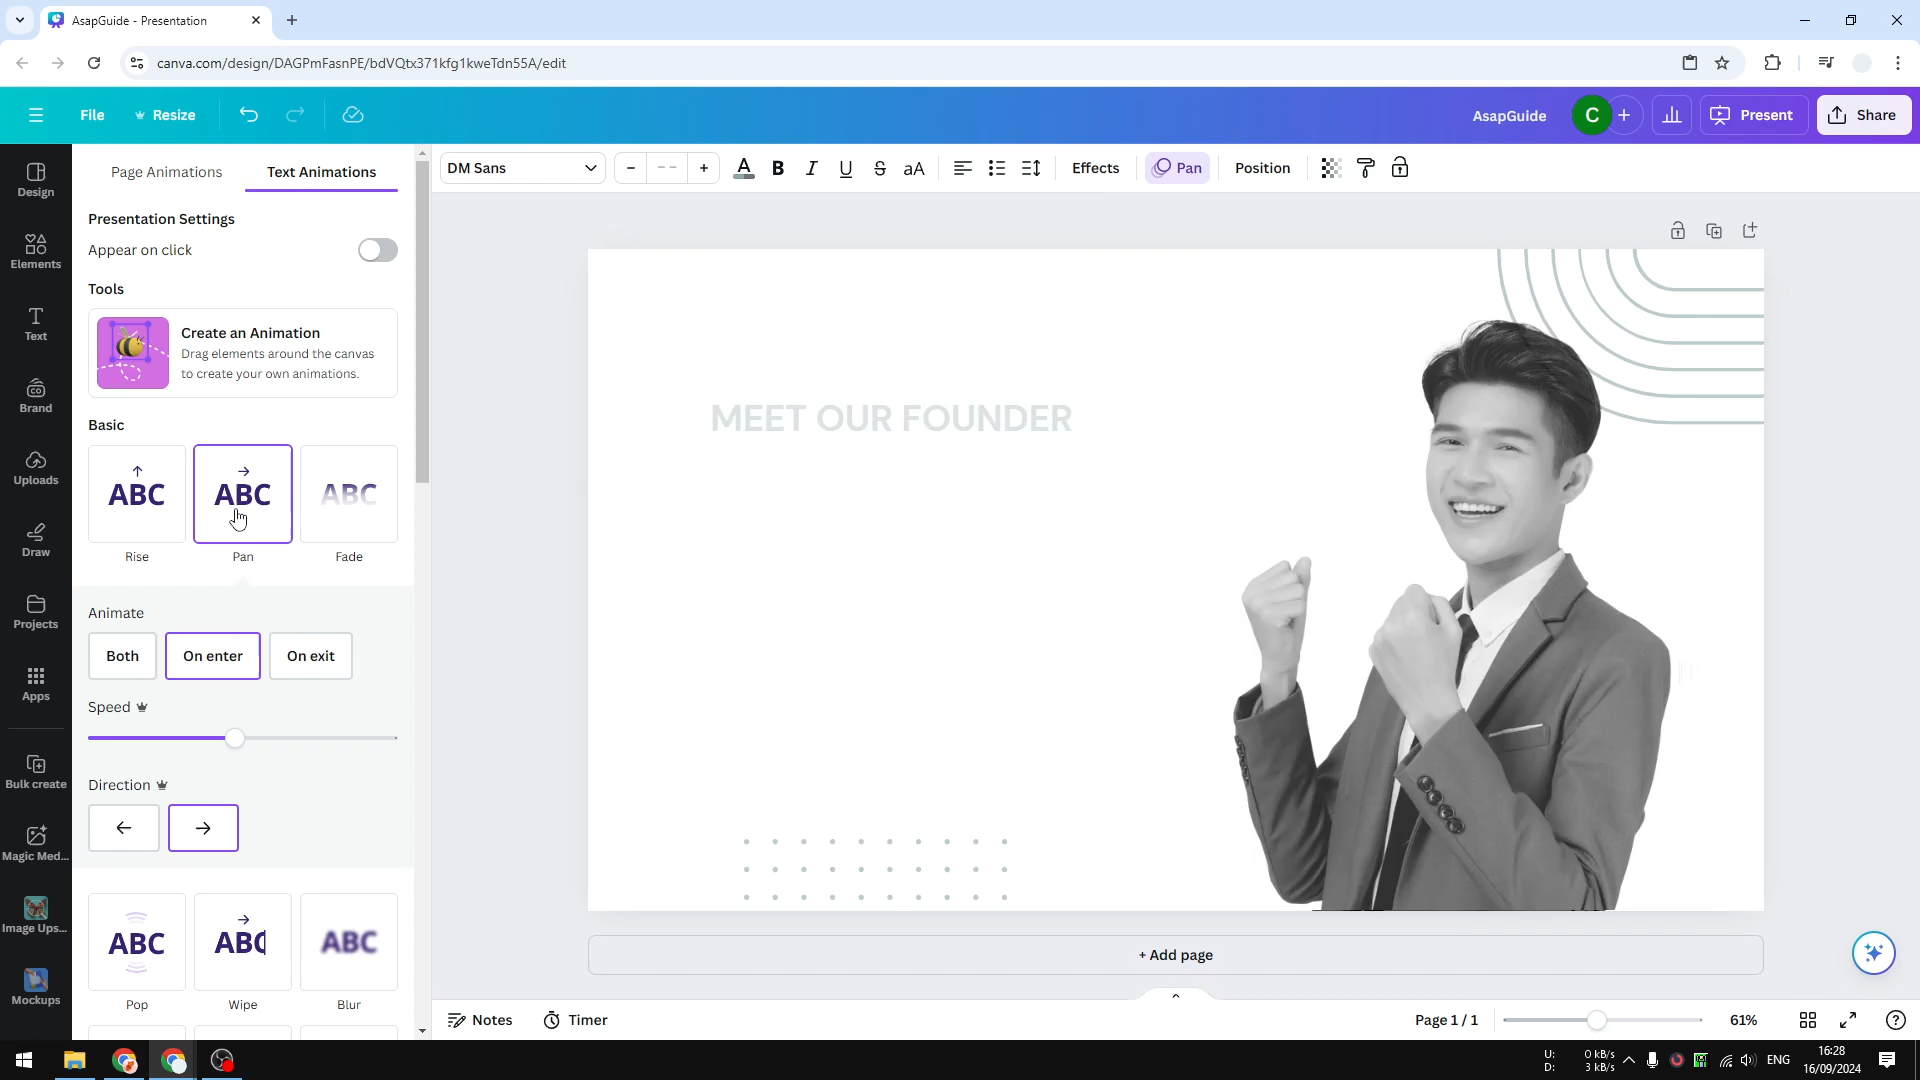 AsapGuide - Presentation
canva.com/design/DAGPmFasnPE/bdVQtx371kfg1kweTdn55A/edit
File
Resize
AsapGuide
C
Present
Share
Design
Elements
Text
Brand
Uploads
Draw
Projects
Apps
Bulk create
Magic Med...
Image Ups...
Mockups
Page Animations
Text Animations
Presentation Settings
Appear on click
Tools
Create an Animation
Drag elements around the canvas
to create your own animations.
Basic
ABC
ABC
ABC
Rise
Pan
Fade
Animate
Both
On enter
On exit
Speed
Direction
ABC
ABC
ABC
Pop
Wipe
Blur
DM Sans
- -
A
B
I
U
S
aA
Effects
Pan
Position
MEET OUR FOUNDER
+ Add page
Notes
Timer
Page 1 / 1
61%
U:
D:
0 kB/s
3 kB/s
ENG
16:28
16/09/2024